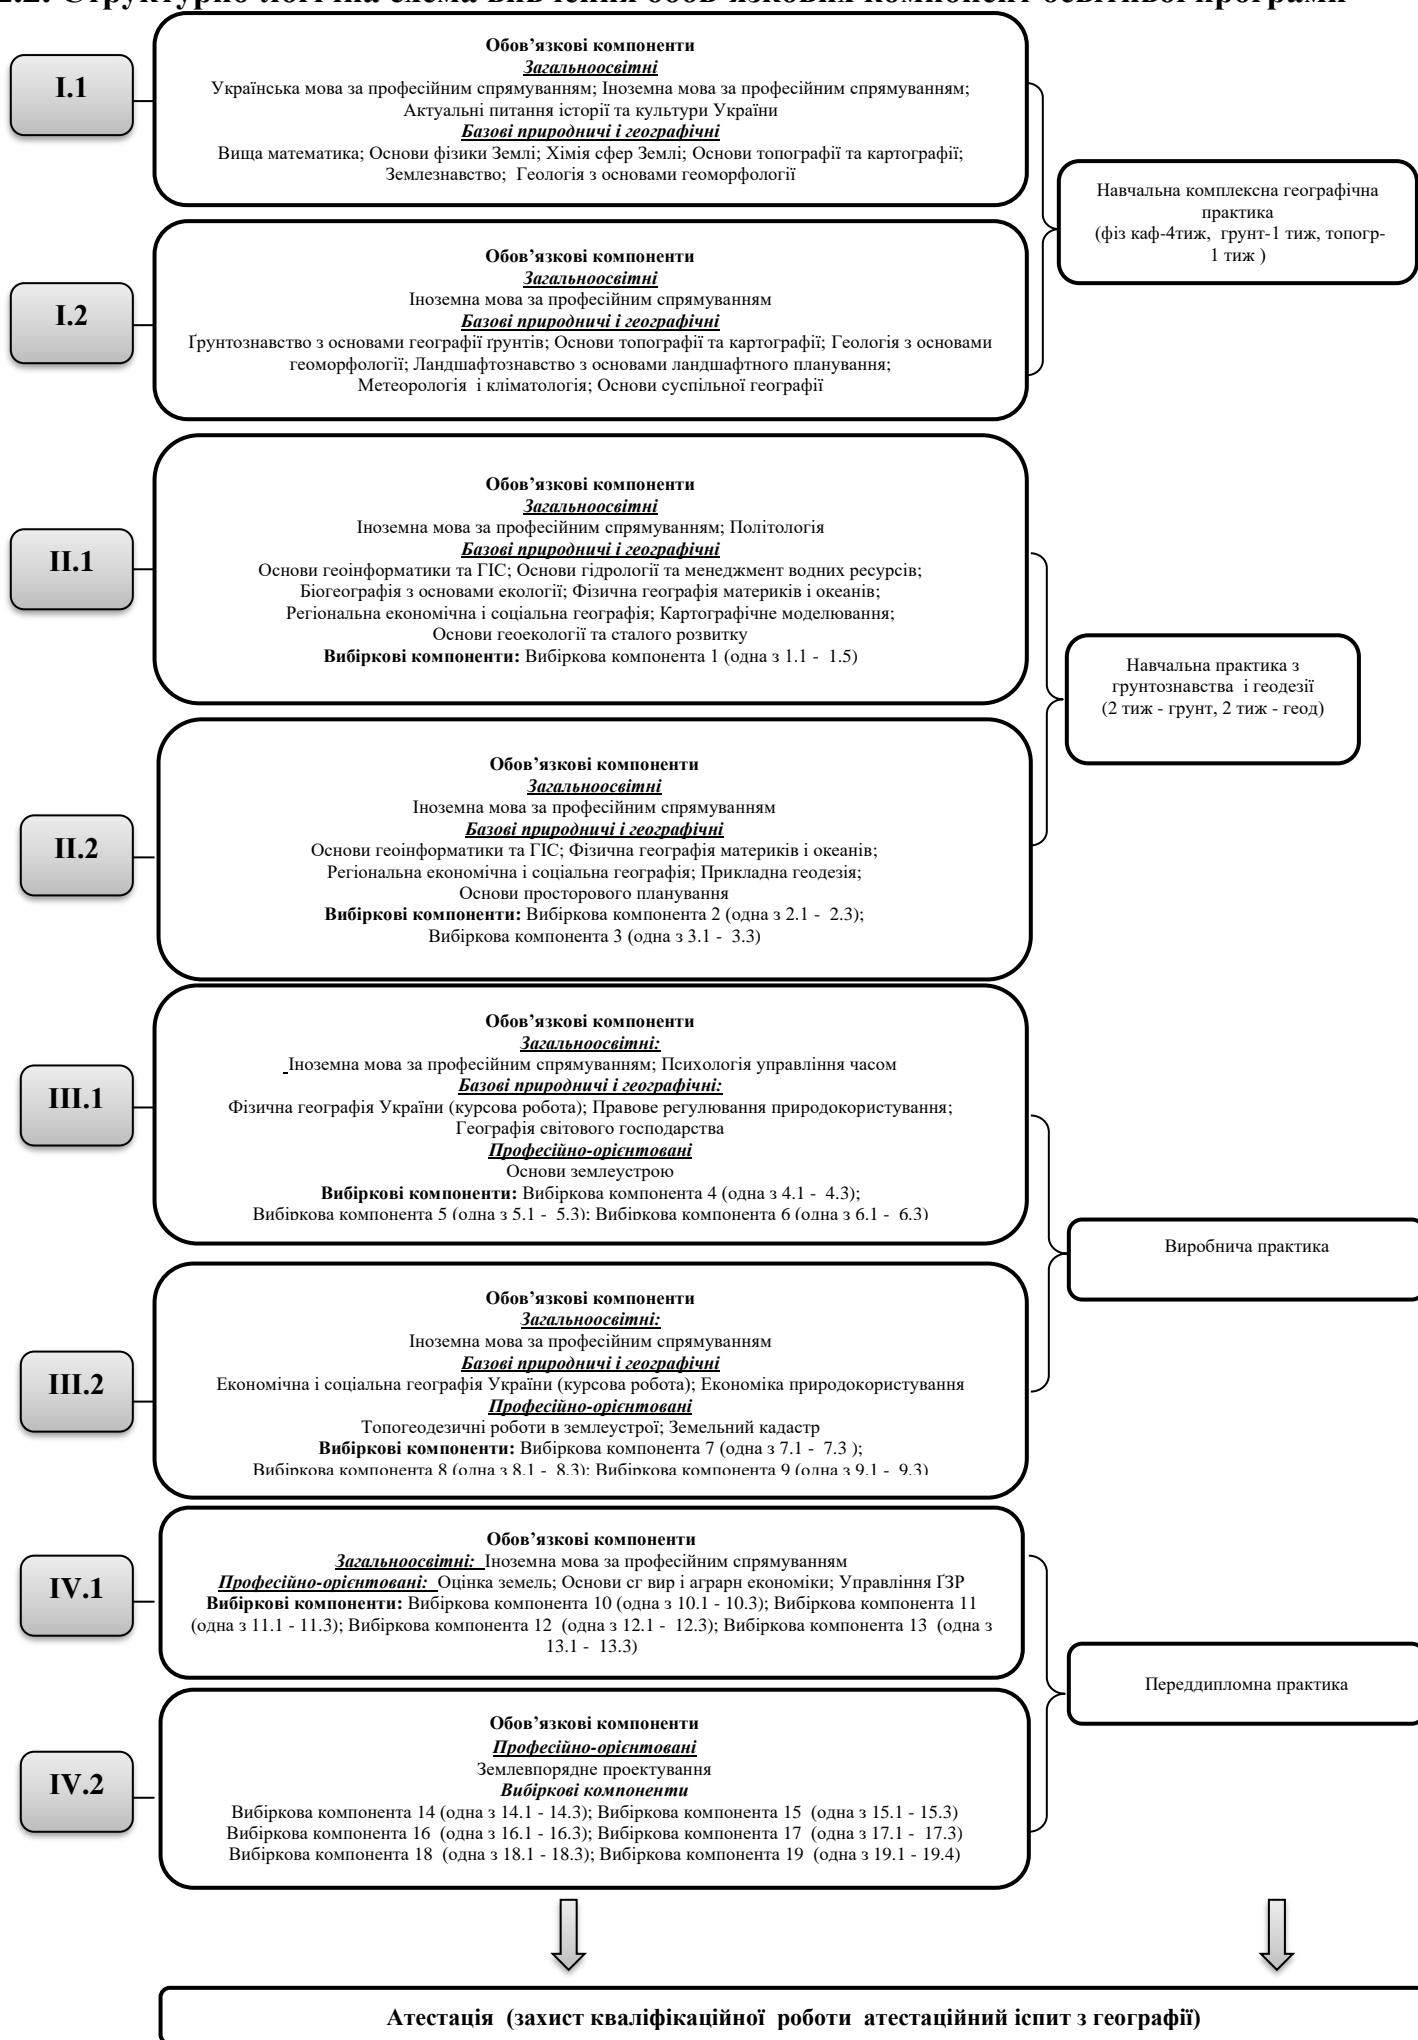 2.2. Структурно-логічна схема вивчення обов'язкових компонент освітньої програми
I.1
Обов’язкові компоненти
Загальноосвітні
Українська мова за професійним спрямуванням; Іноземна мова за професійним спрямуванням;
Актуальні питання історії та культури України
Базові природничі і географічні
Вища математика; Основи фізики Землі; Хімія сфер Землі; Основи топографії та картографії;
Землезнавство;  Геологія з основами геоморфології
Навчальна комплексна географічна
практика
(фіз каф-4тиж,  грунт-1 тиж, топогр-
1 тиж )
I.2
Обов’язкові компоненти
Загальноосвітні
Іноземна мова за професійним спрямуванням
Базові природничі і географічні
Ґрунтознавство з основами географії ґрунтів; Основи топографії та картографії; Геологія з основами
геоморфології; Ландшафтознавство з основами ландшафтного планування;
Метеорологія  і кліматологія; Основи суспільної географії
II.1
Обов’язкові компоненти
Загальноосвітні
Іноземна мова за професійним спрямуванням; Політологія
Базові природничі і географічні
Основи геоінформатики та ГІС; Основи гідрології та менеджмент водних ресурсів;
Біогеографія з основами екології; Фізична географія материків і океанів;
Регіональна економічна і соціальна географія; Картографічне моделювання;
Основи геоекології та сталого розвитку
Вибіркові компоненти: Вибіркова компонента 1 (одна з 1.1 -  1.5)
Навчальна практика з
грунтознавства  і геодезії
(2 тиж - грунт, 2 тиж - геод)
II.2
Обов’язкові компоненти
Загальноосвітні
Іноземна мова за професійним спрямуванням
Базові природничі і географічні
Основи геоінформатики та ГІС; Фізична географія материків і океанів;
Регіональна економічна і соціальна географія; Прикладна геодезія;
Основи просторового планування
Вибіркові компоненти: Вибіркова компонента 2 (одна з 2.1 -  2.3);
Вибіркова компонента 3 (одна з 3.1 -  3.3)
III.1
Обов’язкові компоненти
Загальноосвітні:
Іноземна мова за професійним спрямуванням; Психологія управління часом
Базові природничі і географічні:
Фізична географія України (курсова робота); Правове регулювання природокористування;
Географія світового господарства
Професійно-орієнтовані
Основи землеустрою
Вибіркові компоненти: Вибіркова компонента 4 (одна з 4.1 -  4.3);
Вибіркова компонента 5 (одна з 5.1 -  5.3); Вибіркова компонента 6 (одна з 6.1 -  6.3)
Виробнича практика
III.2
Обов’язкові компоненти
Загальноосвітні:
Іноземна мова за професійним спрямуванням
Базові природничі і географічні
Економічна і соціальна географія України (курсова робота); Економіка природокористування
Професійно-орієнтовані
Топогеодезичні роботи в землеустрої; Земельний кадастр
Вибіркові компоненти: Вибіркова компонента 7 (одна з 7.1 -  7.3 );
Вибіркова компонента 8 (одна з 8.1 -  8.3); Вибіркова компонента 9 (одна з 9.1 -  9.3)
IV.1
Обов’язкові компоненти
Загальноосвітні:  Іноземна мова за професійним спрямуванням
Професійно-орієнтовані:  Оцінка земель; Основи сг вир і аграрн економіки; Управління ҐЗР
Вибіркові компоненти: Вибіркова компонента 10 (одна з 10.1 - 10.3); Вибіркова компонента 11
(одна з 11.1 - 11.3); Вибіркова компонента 12  (одна з 12.1 -  12.3); Вибіркова компонента 13  (одна з
13.1 -  13.3)
Переддипломна практика
IV.2
Обов’язкові компоненти
Професійно-орієнтовані
Землевпорядне проектування
Вибіркові компоненти
Вибіркова компонента 14 (одна з 14.1 - 14.3); Вибіркова компонента 15  (одна з 15.1 - 15.3)
Вибіркова компонента 16  (одна з 16.1 - 16.3); Вибіркова компонента 17  (одна з 17.1 -  17.3)
Вибіркова компонента 18  (одна з 18.1 - 18.3); Вибіркова компонента 19  (одна з 19.1 - 19.4)
Атестація  (захист кваліфікаційної  роботи  атестаційний іспит з географії)